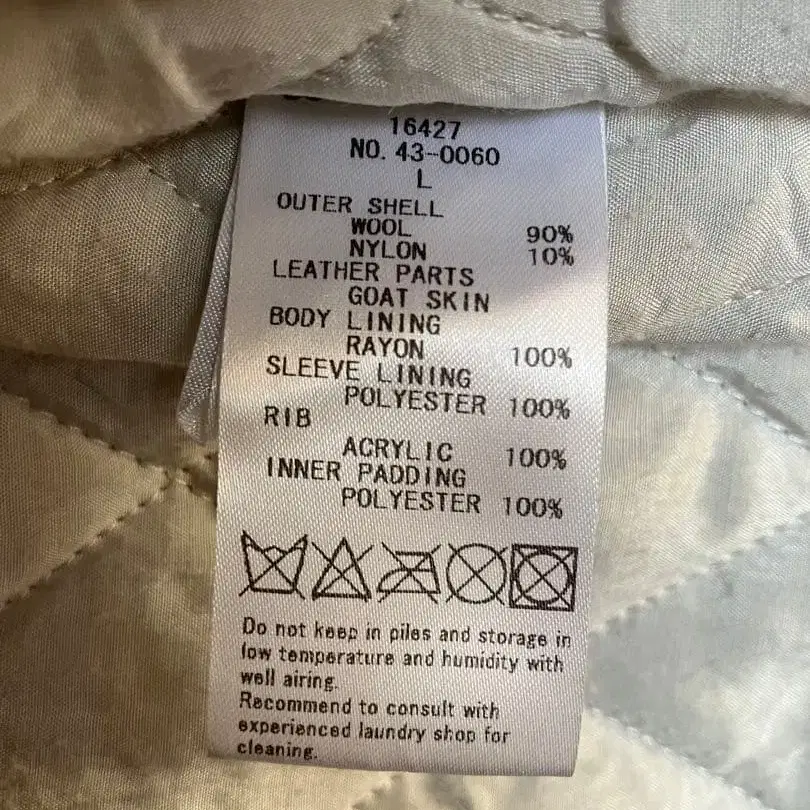 16427
NO. 43-0060
L
OUTER SHELL
WOOL 90%
NYLON 10%
LEATHER PARTS
GOAT SKIN
BODY LINING
RAYON 100%
SLEEVE LINING
POLYESTER 100%
RIB
ACRYLIC 100%
INNER PADDING
POLYESTER 100%
Do not keep in piles and storage in
low temperature and humidity with
well airing.
Recommend to consult with
experienced laundry shop for
cleaning.